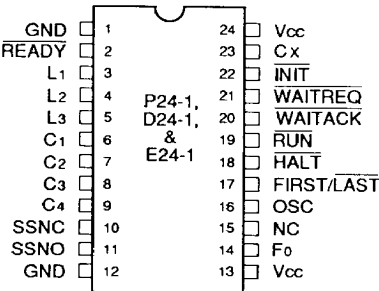 GND 1 24 Vcc
READY 2 23 Cx
L1 3 22 INIT
L2 4 21 WAITREQ
L3 5 20 WAITACK
C1 6 19 RUN
C2 7 18 HALT
C3 8 17 FIRST/LAST
C4 9 16 OSC
SSNC 10 15 NC
SSNO 11 14 F0
GND 12 13 Vcc
P24-1,
D24-1,
&
E24-1